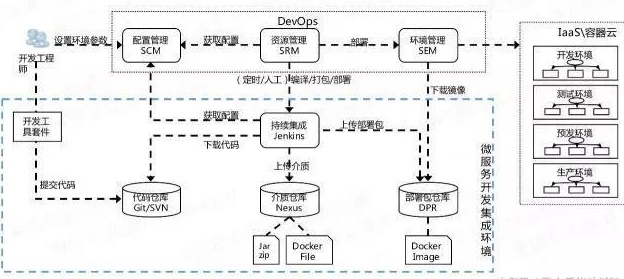 DevOps
IaaS\容器云
设置环境参数
配置管理
SCM
获取配置
资源管理
SRM
部署
环境管理
SEM
开发工程
师
开发环境
(定时/人工)编译/打包/部署
下载镜像
测试环境
开发工
具套件
获取配置
持续集成
Jenkins
上传部署包
预发环境
下载代码
微服务开发集成环境
上传介质
生产环境
提交代码
代码仓库
Git/SVN
介质仓库
Nexus
部署包仓库
DPR
Jar
zip
Docker
File
Docker
Image